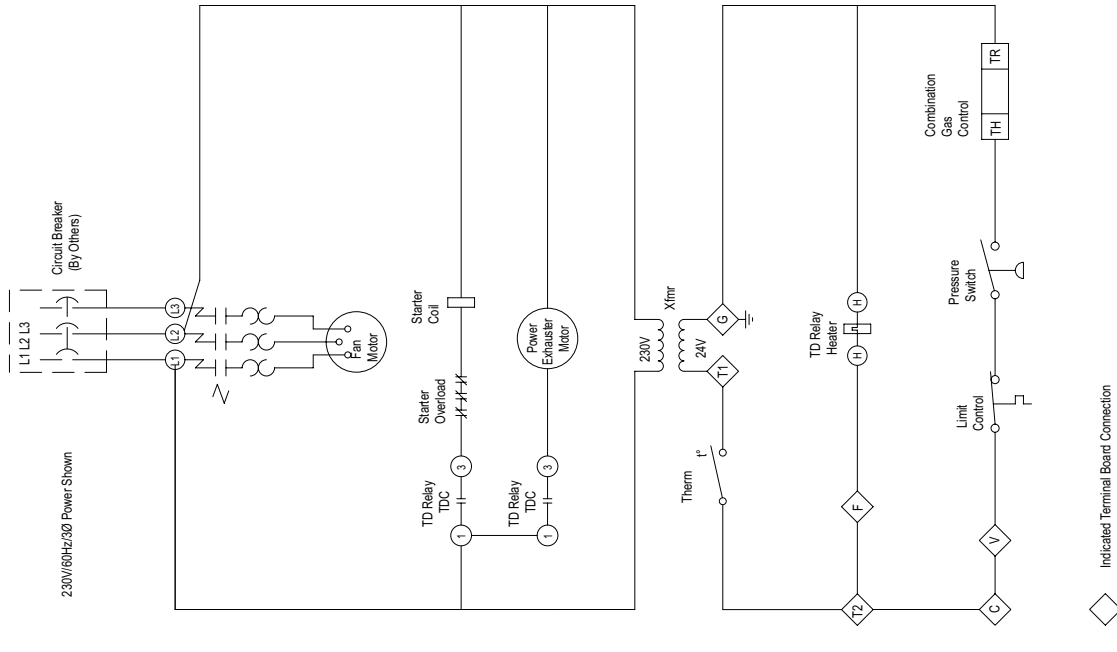 Circuit Breaker
(By Others)
L1 L2 L3
230V/60Hz/3Ø Power Shown
L1
L2
L3
Fan
Motor
Starter
Coil
Starter
Overload
TD Relay
TDC
1
3
TD Relay
TDC
1
3
Power
Exhauster
Motor
230V
Xfmr
24V
T1
G
Therm
t°
TD Relay
Heater
H
H
F
T2
Combination
Gas
Control
TH
TR
Pressure
Switch
Limit
Control
V
C
Indicated Terminal Board Connection